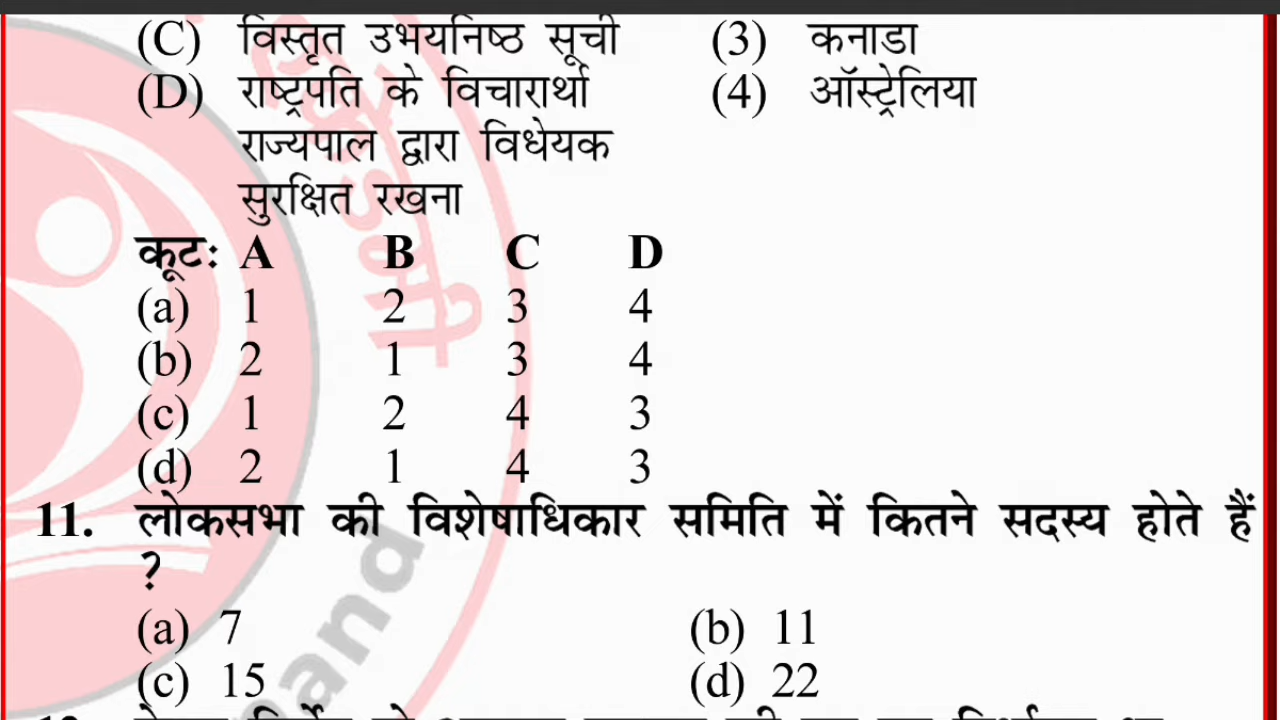 (C) विस्तृत उभयनिष्ठ सूची (3) कनाडा
(D) राष्ट्रपति के विचारार्था (4) ऑस्ट्रेलिया
राज्यपाल द्वारा विधेयक
सुरक्षित रखना
कूटः A B C D
(a) 1 2 3 4
(b) 2 1 3 4
(c) 1 2 4 3
(d) 2 1 4 3
11. लोकसभा की विशेषाधिकार समिति में कितने सदस्य होते हैं
?
(a) 7 (b) 11
(c) 15 (d) 22